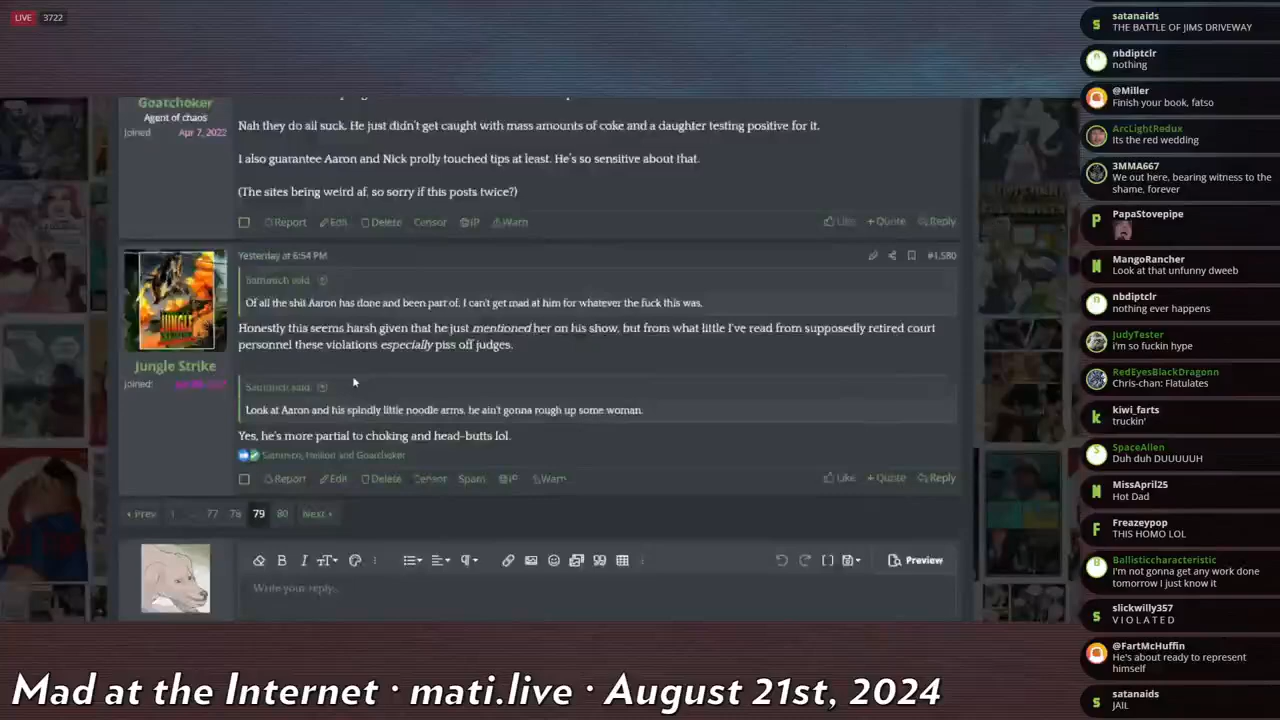 LIVE 3722
Goatchoker
Agent of chaos
Joined Apr 7, 2022
Nah they do all suck. He just didn't get caught with mass amounts of coke and a daughter testing positive for it.
I also guarantee Aaron and Nick prolly touched tips at least. He's so sensitive about that.
(The sites being weird af, so sorry if this posts twice?)
Report Edit Delete Censor IP Warn
Like + Quote Reply
Yesterday at 6:54 PM
#1,580
said:
Of all the shit Aaron has done and been part of, I can't get mad at him for whatever the fuck this was.
Honestly this seems harsh given that he just mentioned her on his show, but from what little I've read from supposedly retired court
personnel these violations especially piss off judges.
JUNGLE STRIKE
Jungle Strike
Joined:
said:
Look at Aaron and his spindly little noodle arms, he ain't gonna rough up some woman.
Yes, he's more partial to choking and head-butts lol.
and Goatchoker
Report Edit Delete Censor Spam IP Warn
Like + Quote Reply
Prev 1 ... 77 78 79 80 Next
B I TT
Preview
Write your reply...
Mad at the Internet · mati.live · August 21st, 2024
satanaids
THE BATTLE OF JIMS DRIVEWAY
nbdiptclr
nothing
@Miller
Finish your book, fatso
ArcLightRedux
Its the red wedding
3MMA667
We out here, bearing witness to the
shame, forever
PapaStovepipe
MangoRancher
Look at that unfunny dweeb
nbdiptclr
nothing ever happens
JudyTester
i'm so fuckin hype
RedEyesBlackDragonn
Chris-chan: Flatulates
kiwi_farts
truckin'
SpaceAllen
Duh duh DUUUUUH
MissApril25
Hot Dad
Freazeypop
THIS HOMO LOL
Ballisticcharacteristic
I'm not gonna get any work done
tomorrow I just know it
slickwilly357
V I O L A T E D
@FartMcHuffin
He's about ready to represent
himself
satanaids
JAIL